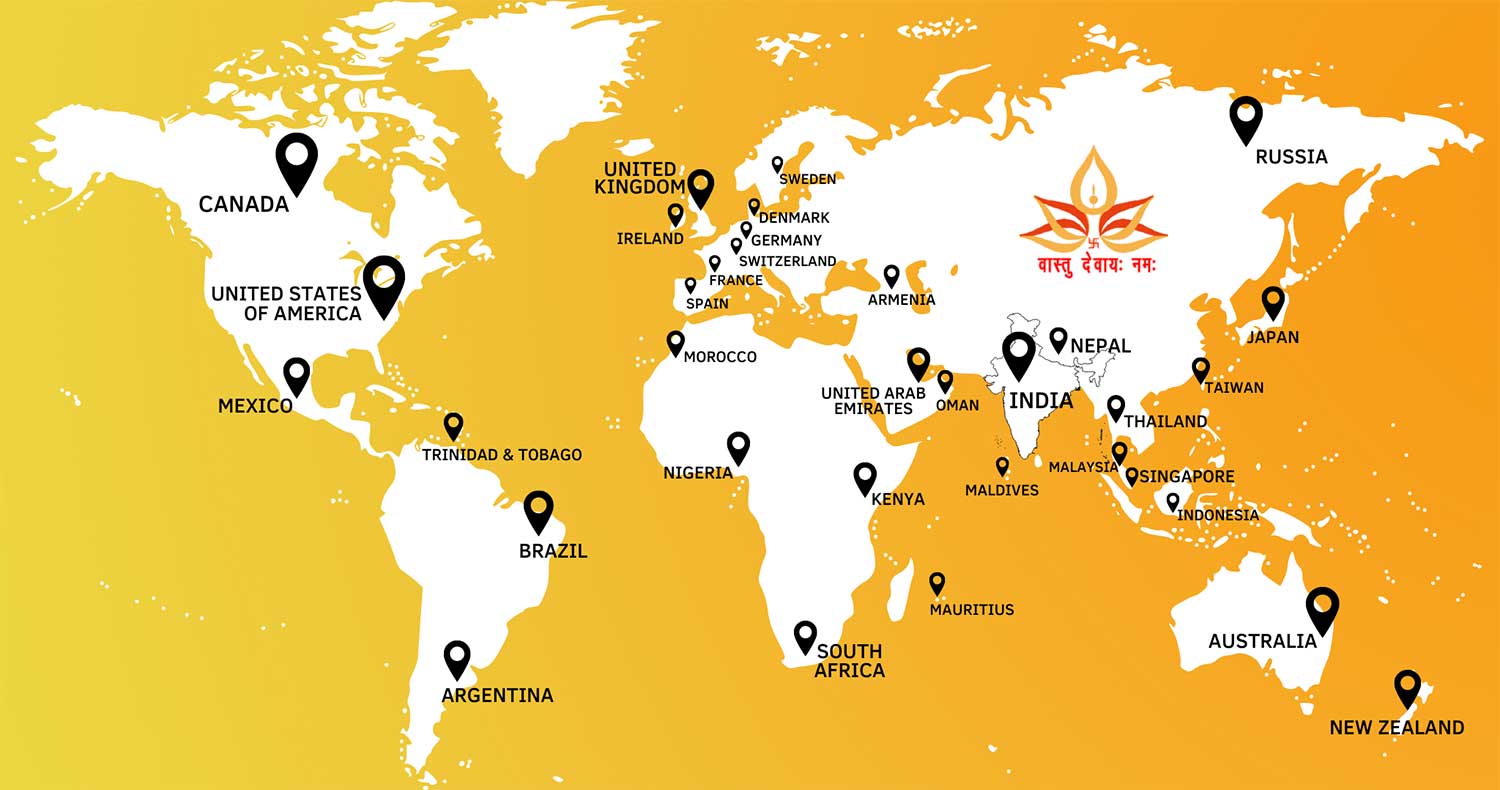 CANADA
UNITED STATES
OF AMERICA
MEXICO
TRINIDAD & TOBAGO
BRAZIL
ARGENTINA
UNITED
KINGDOM
IRELAND
SWEDEN
DENMARK
GERMANY
SWITZERLAND
FRANCE
SPAIN
MOROCCO
NIGERIA
KENYA
SOUTH
AFRICA
MAURITIUS
ARMENIA
UNITED ARAB
EMIRATES
OMAN
वास्तु देवायः नमः
RUSSIA
NEPAL
INDIA
MALDIVES
JAPAN
TAIWAN
THAILAND
MALAYSIA
SINGAPORE
INDONESIA
AUSTRALIA
NEW ZEALAND